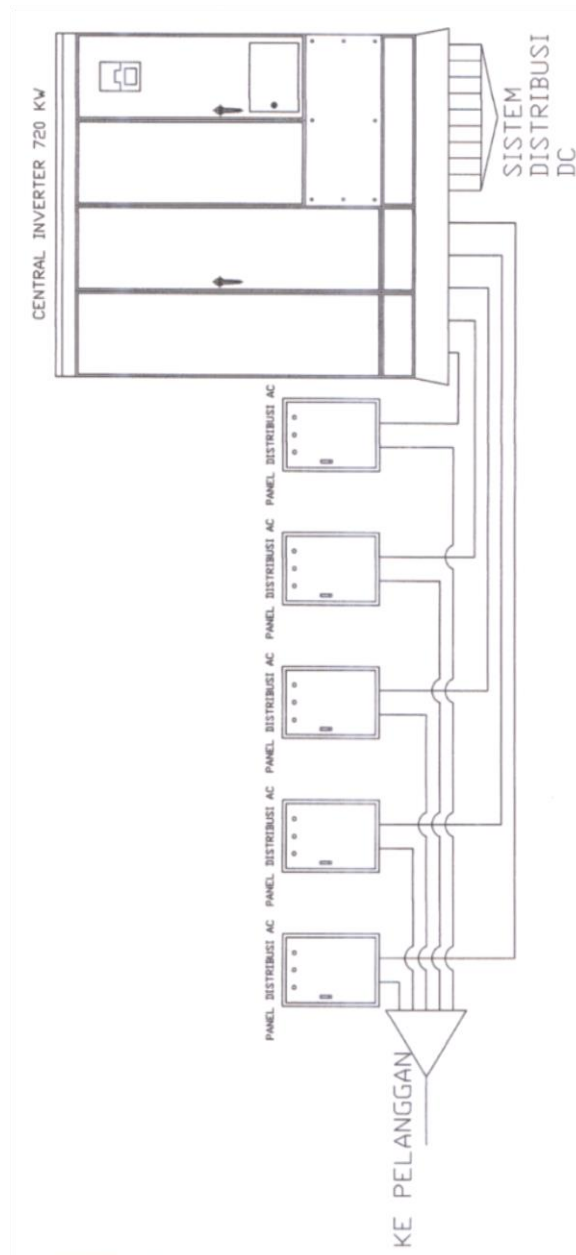 CENTRAL INVERTER 720 KW
SISTEM
DISTRIBUSI
DC
PANEL DISTRIBUSI AC
PANEL DISTRIBUSI AC
PANEL DISTRIBUSI AC
PANEL DISTRIBUSI AC
PANEL DISTRIBUSI AC
KE PELANGGAN